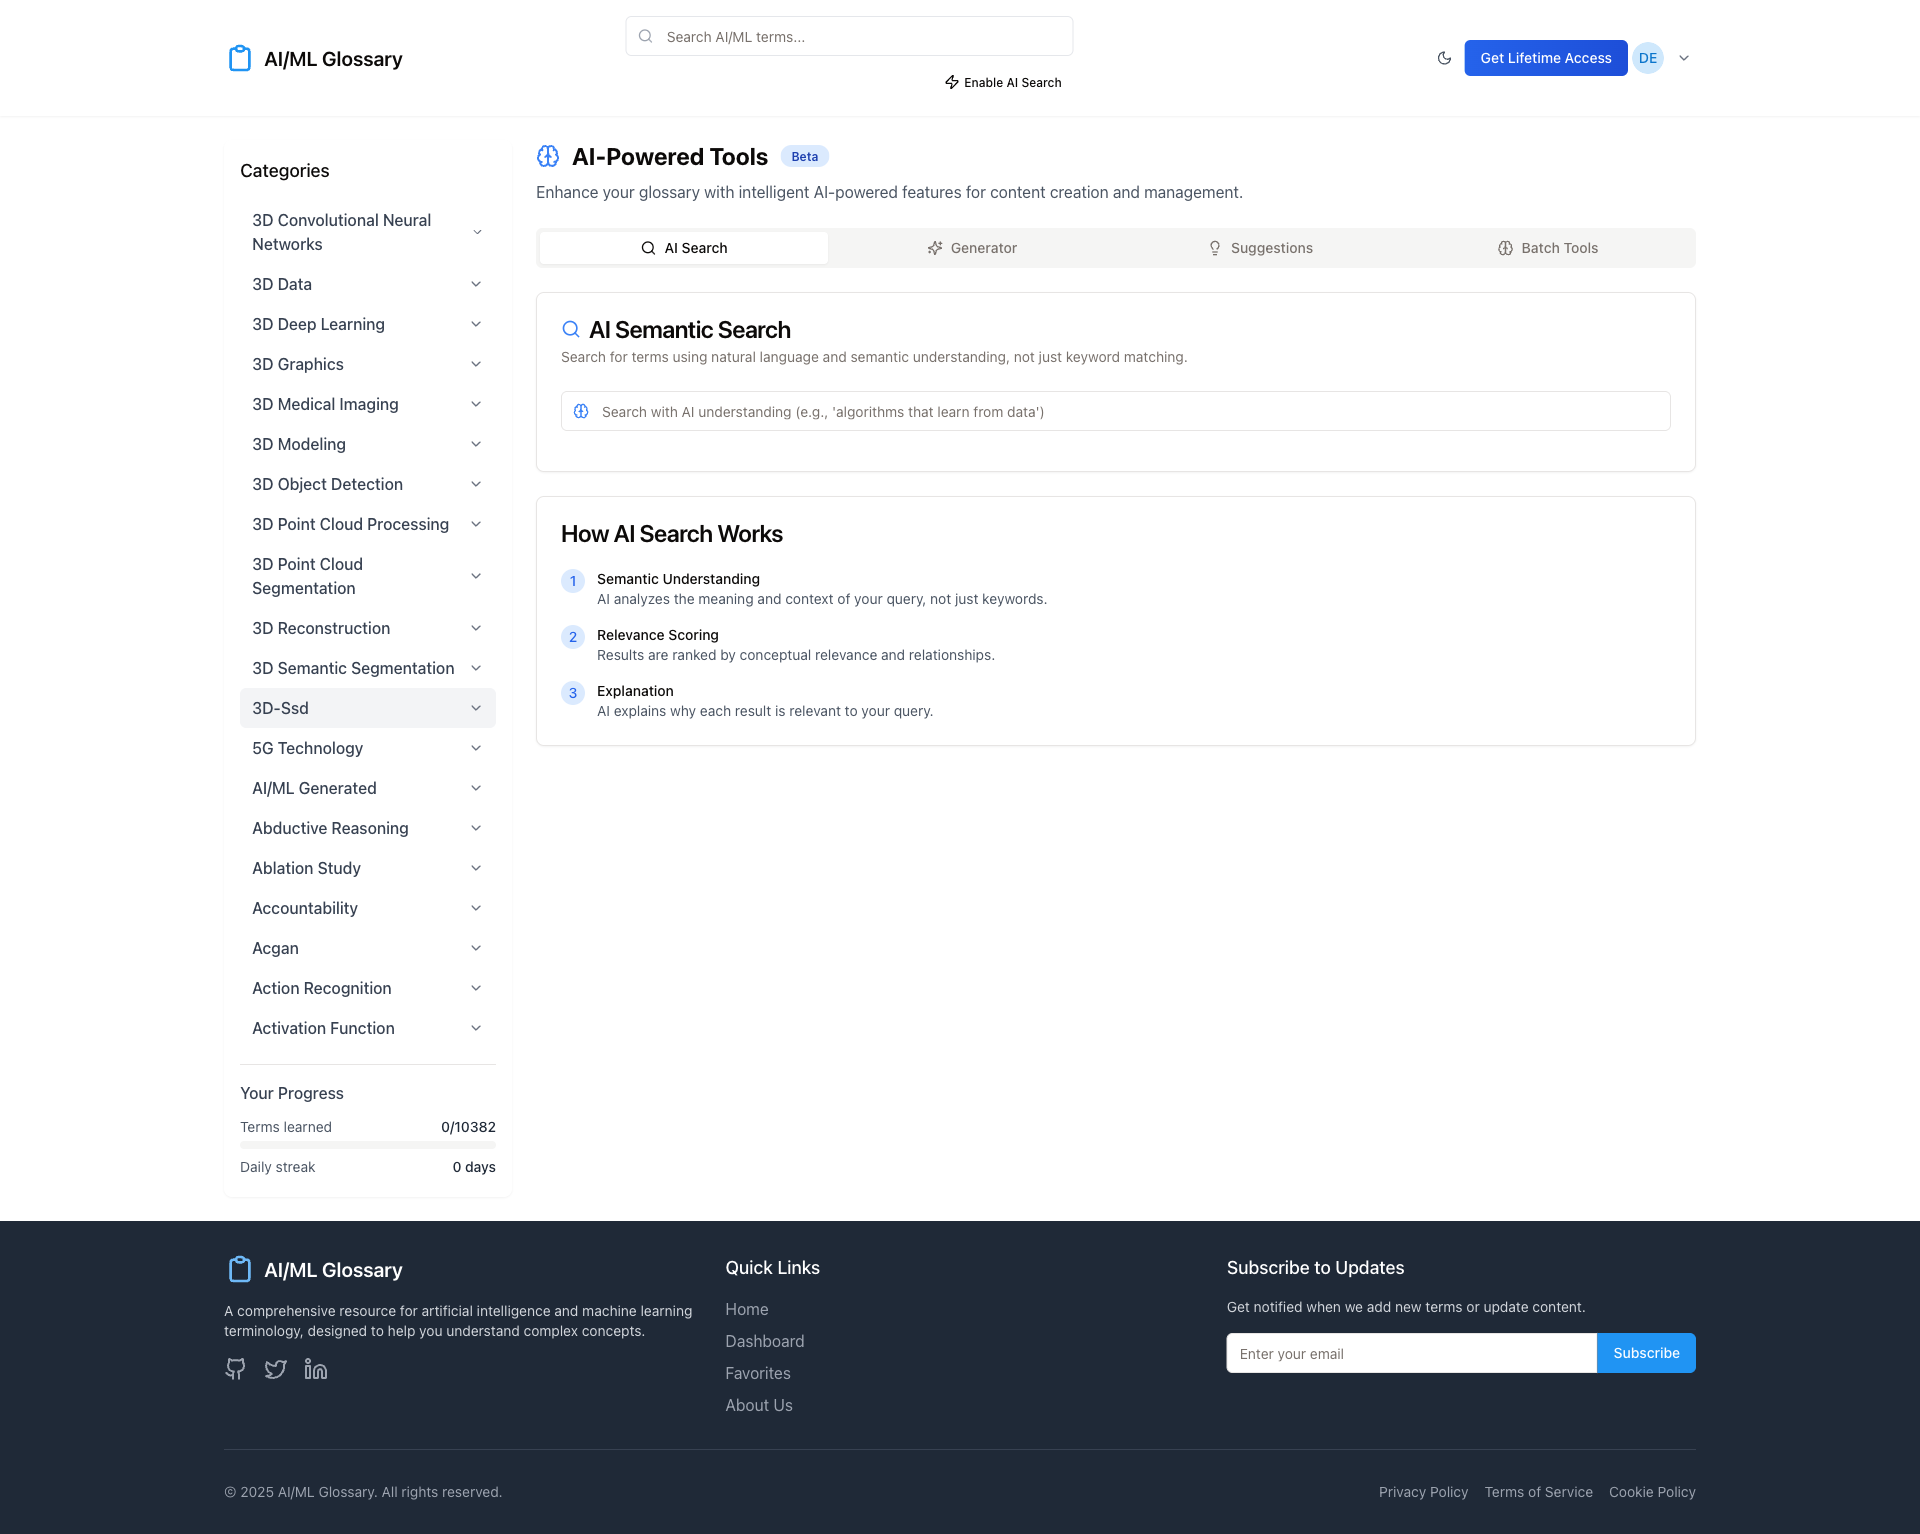 AI/ML Glossary
Search AI/ML terms...
Enable AI Search
Get Lifetime Access
DE
Categories
3D Convolutional Neural
Networks
3D Data
3D Deep Learning
3D Graphics
3D Medical Imaging
3D Modeling
3D Object Detection
3D Point Cloud Processing
3D Point Cloud
Segmentation
3D Reconstruction
3D Semantic Segmentation
3D-Ssd
5G Technology
AI/ML Generated
Abductive Reasoning
Ablation Study
Accountability
Acgan
Action Recognition
Activation Function
Your Progress
Terms learned 0/10382
Daily streak 0 days
AI-Powered Tools Beta
Enhance your glossary with intelligent AI-powered features for content creation and management.
AI Search Generator Suggestions Batch Tools
AI Semantic Search
Search for terms using natural language and semantic understanding, not just keyword matching.
Search with AI understanding (e.g., 'algorithms that learn from data')
How AI Search Works
1 Semantic Understanding
AI analyzes the meaning and context of your query, not just keywords.
2 Relevance Scoring
Results are ranked by conceptual relevance and relationships.
3 Explanation
AI explains why each result is relevant to your query.
AI/ML Glossary
A comprehensive resource for artificial intelligence and machine learning
terminology, designed to help you understand complex concepts.
Quick Links
Home
Dashboard
Favorites
About Us
Subscribe to Updates
Get notified when we add new terms or update content.
Enter your email Subscribe
© 2025 AI/ML Glossary. All rights reserved.
Privacy Policy Terms of Service Cookie Policy